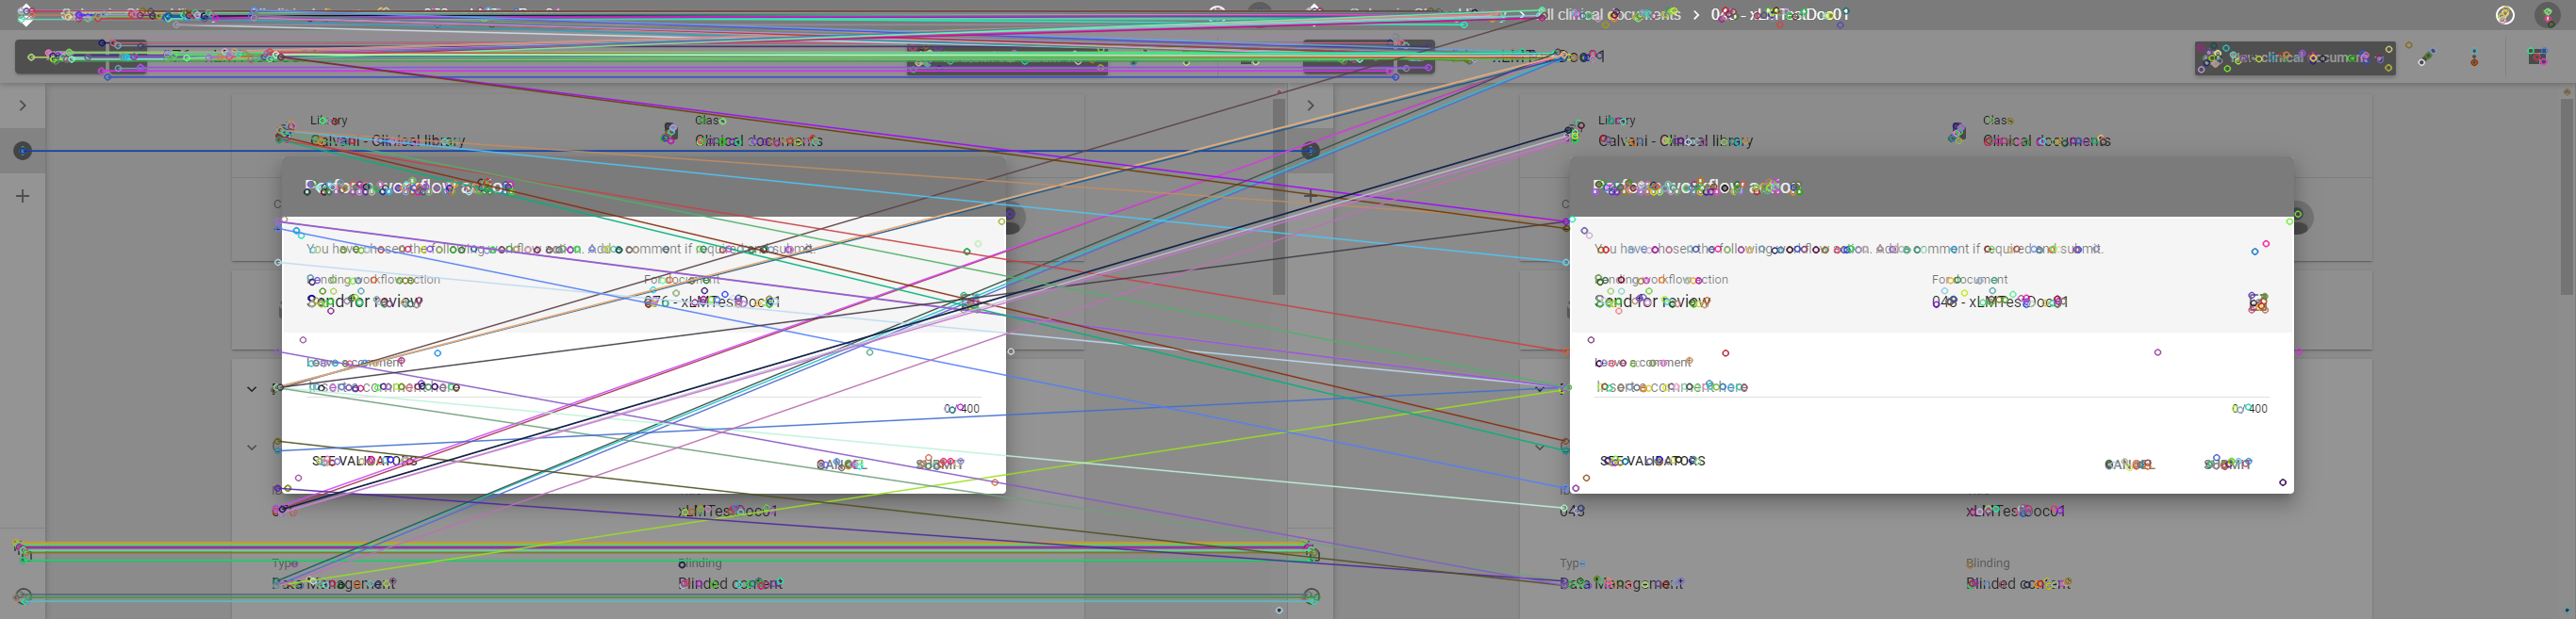 All clinical documents > 043 - xLMTestDoc01
View clinical document
Library
Calvani - Clinical library
Class
Clinical documents
Perform workflow action
You have chosen the following workflow action. Add a comment if required and submit.
Pending workflow action
Send for review
For document
076 - xLMTestDoc01
Leave a comment
Insert a comment here
0 / 400
SEE VALIDATORS
CANCEL
SUBMIT
xLMTestDoc01
Type
Data Management
Blinding
Blinded content
Library
Calvani - Clinical library
Class
Clinical documents
Perform workflow action
You have chosen the following workflow action. Add a comment if required and submit.
Pending workflow action
Send for review
For document
043 - xLMTestDoc01
Leave a comment
Insert a comment here
0 / 400
SEE VALIDATORS
CANCEL
SUBMIT
043
xLMTestDoc01
Type
Data Management
Blinding
Blinded content